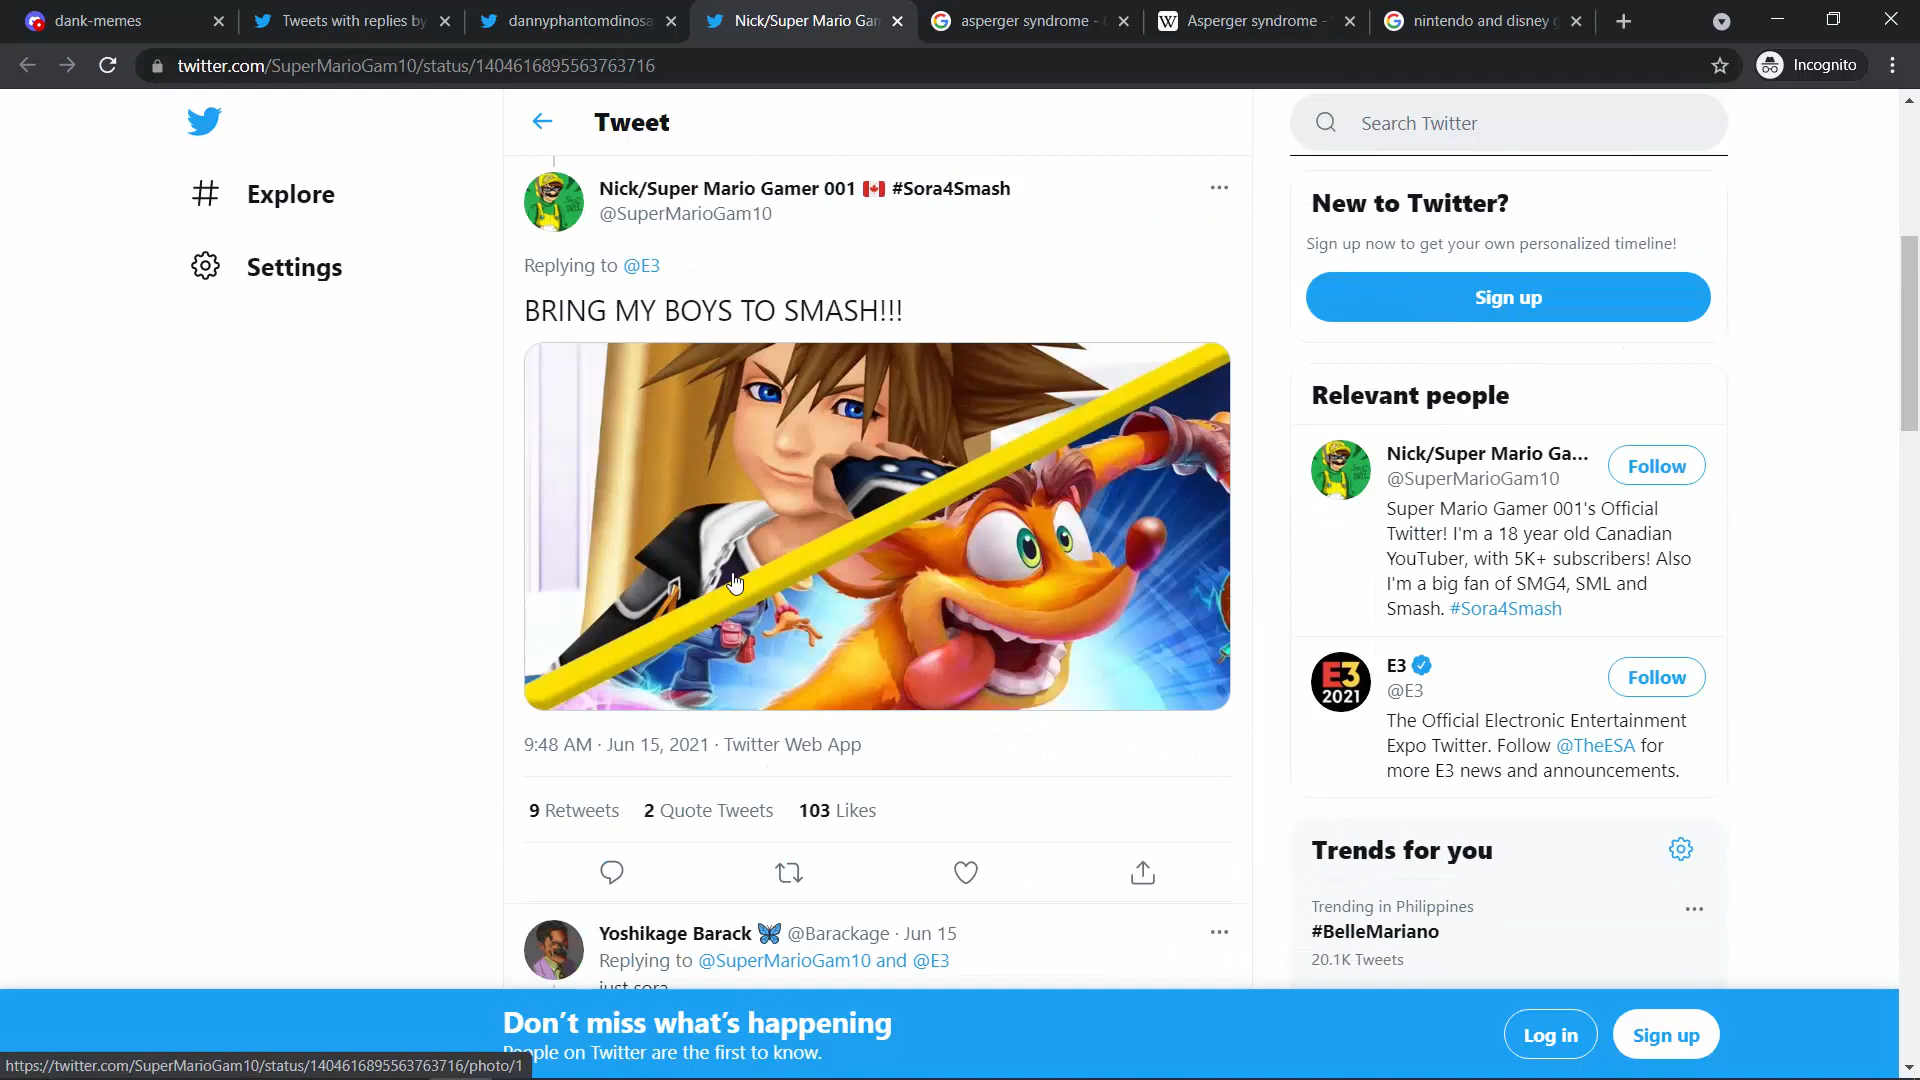 dank-memes
Tweets with replies by
dannyphantomdinosa
Nick/Super Mario Gam
asperger syndrome -
Asperger syndrome -
nintendo and disney
twitter.com/SuperMarioGam10/status/1404616895563763716
Incognito
Explore
Settings
Tweet
Nick/Super Mario Gamer 001 🇨🇦 #Sora4Smash
@SuperMarioGam10
Replying to @E3
BRING MY BOYS TO SMASH!!!
9:48 AM · Jun 15, 2021 · Twitter Web App
9 Retweets 2 Quote Tweets 103 Likes
Yoshikage Barack 🦋 @Barackage · Jun 15
Replying to @SuperMarioGam10 and @E3
just sora
Search Twitter
New to Twitter?
Sign up now to get your own personalized timeline!
Sign up
Relevant people
Nick/Super Mario Ga...
@SuperMarioGam10
Follow
Super Mario Gamer 001's Official
Twitter! I'm a 18 year old Canadian
YouTuber, with 5K+ subscribers! Also
I'm a big fan of SMG4, SML and
Smash. #Sora4Smash
E3
2021
E3
@E3
Follow
The Official Electronic Entertainment
Expo Twitter. Follow @TheESA for
more E3 news and announcements.
Trends for you
Trending in Philippines
#BelleMariano
20.1K Tweets
Don't miss what's happening
People on Twitter are the first to know.
Log in
Sign up
https://twitter.com/SuperMarioGam10/status/1404616895563763716/photo/1